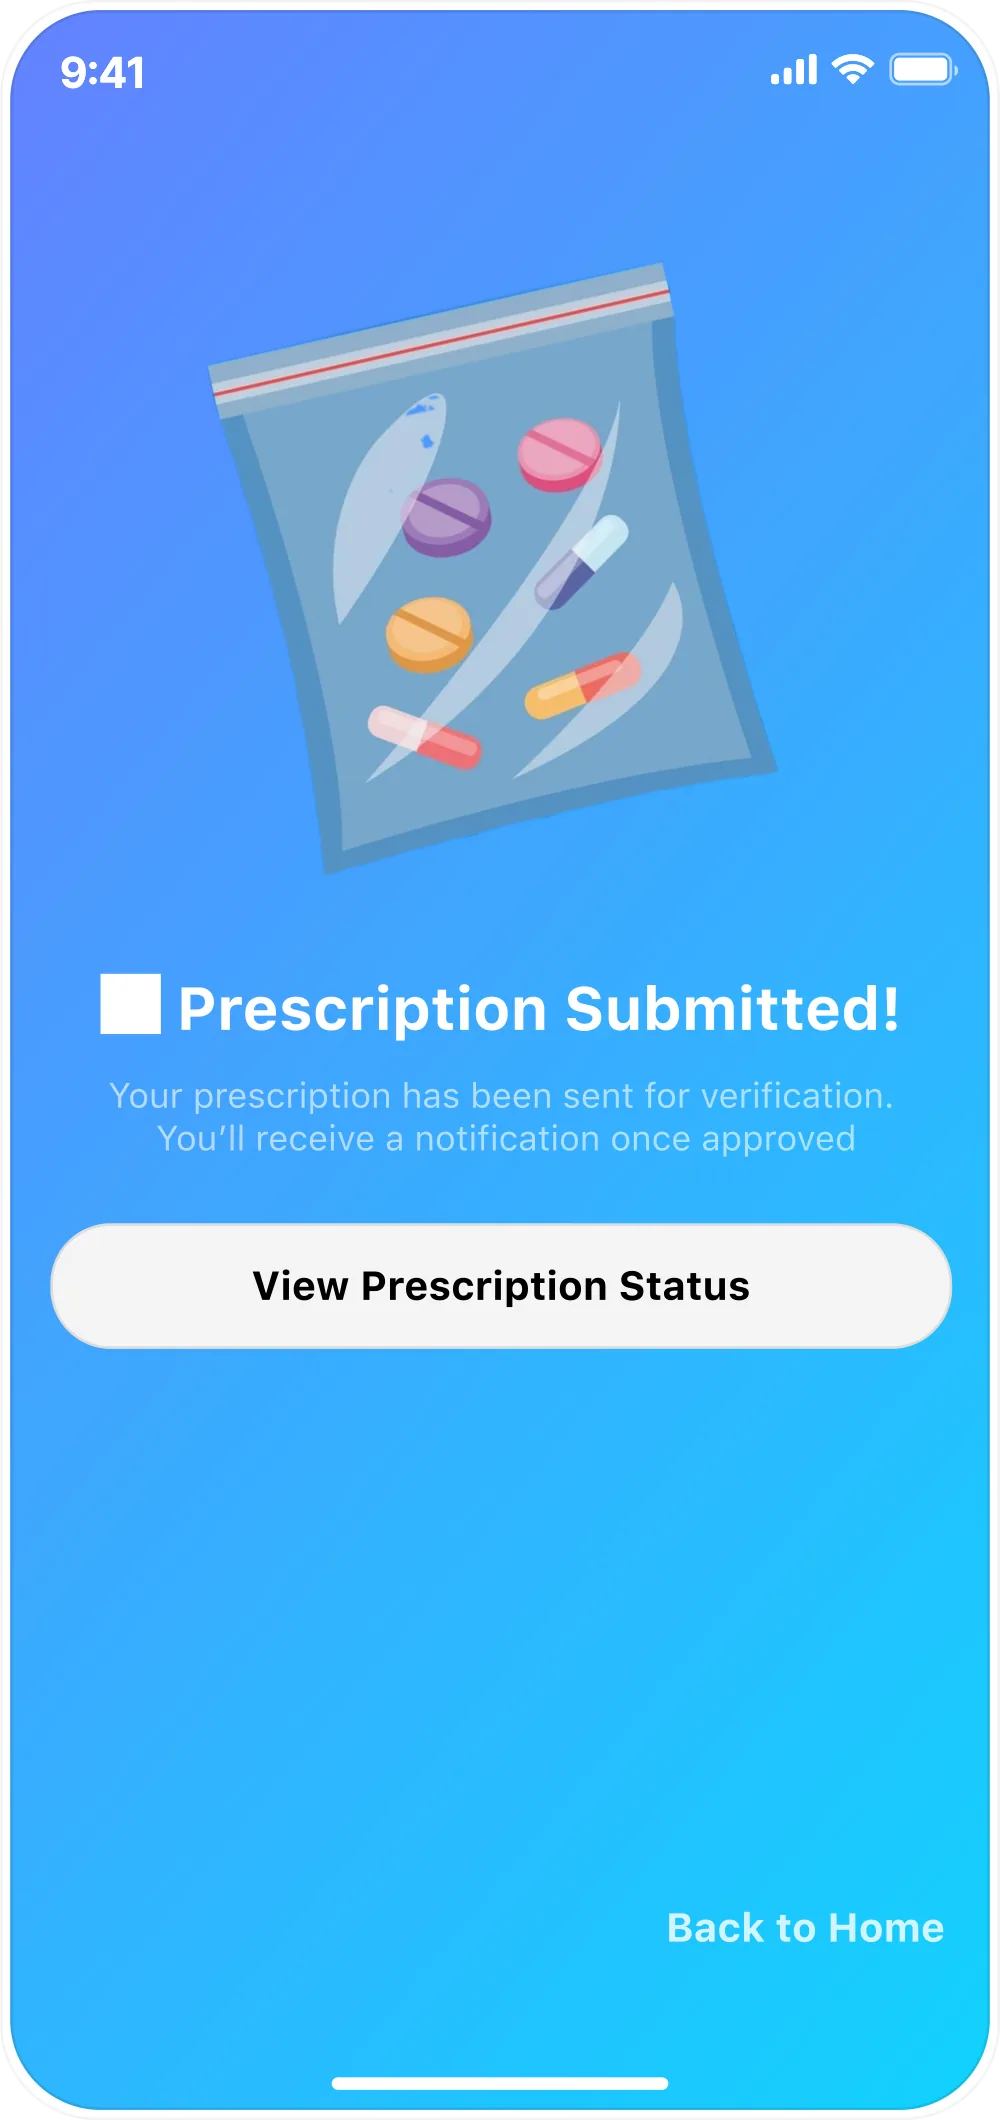 9:41
Prescription Submitted!
Your prescription has been sent for verification.
You’ll receive a notification once approved
View Prescription Status
Back to Home